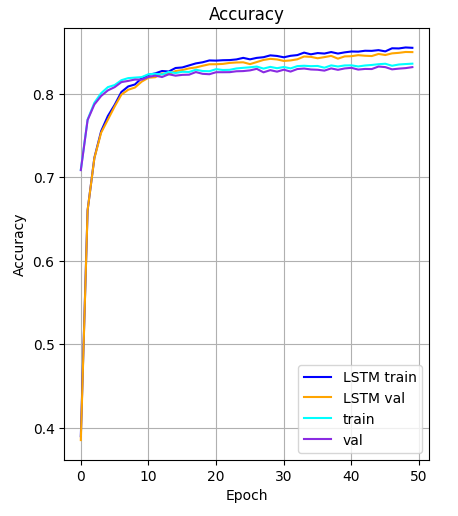 Accuracy
Accuracy
0.8
0.7
0.6
0.5
0.4
LSTM train
LSTM val
train
val
0 10 20 30 40 50
Epoch